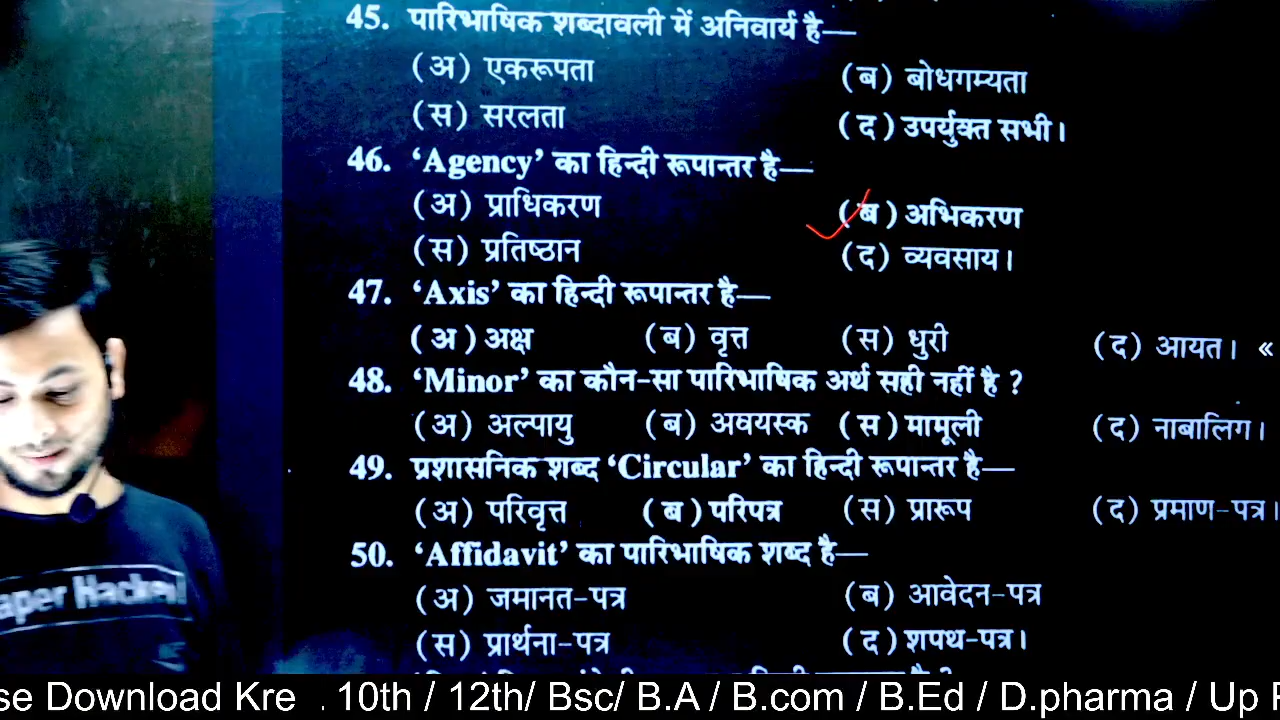 45. पारिभाषिक शब्दावली में अनिवार्य है—
(अ) एकरूपता (ब) बोधगम्यता
(स) सरलता (द) उपर्युक्त सभी।
46. ‘Agency’ का हिन्दी रूपान्तर है—
(अ) प्राधिकरण (ब) अभिकरण
(स) प्रतिष्ठान (द) व्यवसाय।
47. ‘Axis’ का हिन्दी रूपान्तर है—
(अ) अक्ष (ब) वृत्त (स) धुरी (द) आयत। «
48. ‘Minor’ का कौन-सा पारिभाषिक अर्थ सही नहीं है ?
(अ) अल्पायु (ब) अवयस्क (स) मामूली (द) नाबालिग।
49. प्रशासनिक शब्द ‘Circular’ का हिन्दी रूपान्तर है—
(अ) परिवृत्त (ब) परिपत्र (स) प्रारूप (द) प्रमाण-पत्र।
50. ‘Affidavit’ का पारिभाषिक शब्द है—
(अ) जमानत-पत्र (ब) आवेदन-पत्र
(स) प्रार्थना-पत्र (द) शपथ-पत्र।
aper Hacker
se Download Kre . 10th / 12th/ Bsc/ B.A / B.com / B.Ed / D.pharma / Up